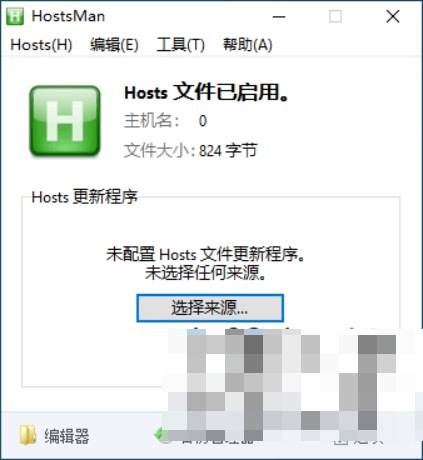 HostsMan
Hosts(H) 编辑(E) 工具(T) 帮助(A)
Hosts 文件已启用。
主机名： 0
文件大小: 824 字节
Hosts 更新程序
未配置 Hosts 文件更新程序。
未选择任何来源。
选择来源...
编辑器